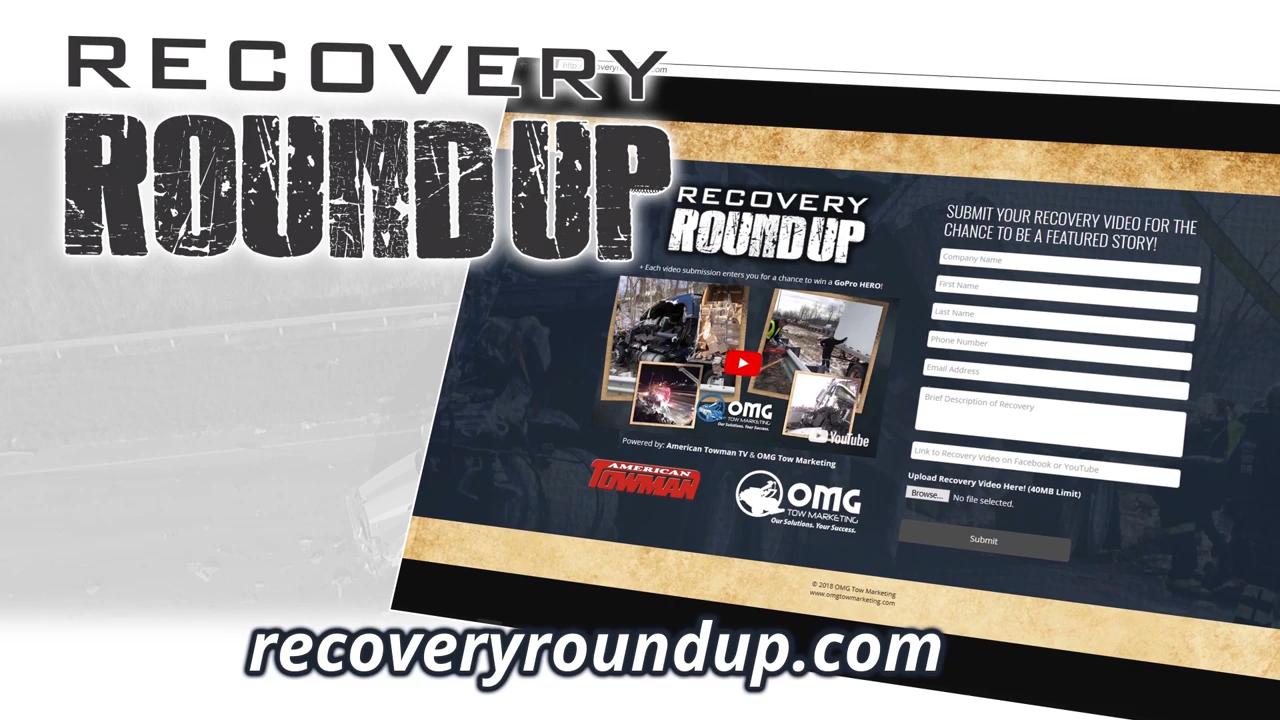 RECOVERY
ROUNDUP
RECOVERY
ROUNDUP
+ Each video submission enters you for a chance to win a GoPro HERO!
OMG
TOW MARKETING
Our Solutions. Your Success.
YouTube
Powered by: American Towman TV & OMG Tow Marketing
AMERICAN
TOWMAN
OMG
TOW MARKETING
Our Solutions. Your Success.
SUBMIT YOUR RECOVERY VIDEO FOR THE
CHANCE TO BE A FEATURED STORY!
Company Name
First Name
Last Name
Phone Number
Email Address
Brief Description of Recovery
Link to Recovery Video on Facebook or YouTube
Upload Recovery Video Here! (40MB Limit)
Browse... No file selected.
Submit
© 2018 OMG Tow Marketing
www.omgtowmarketing.com
recoveryroundup.com